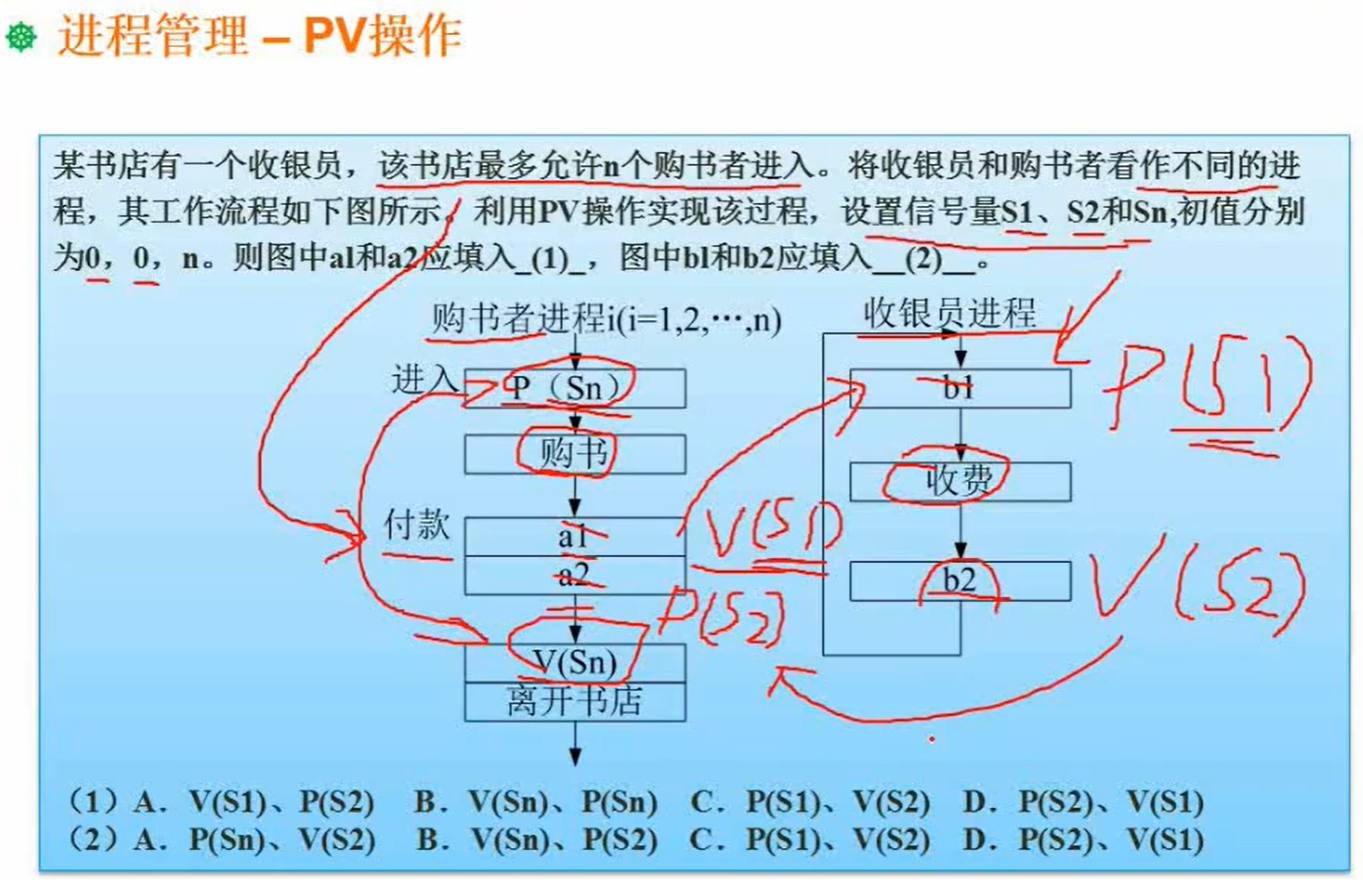 进程管理 – PV操作
某书店有一个收银员，该书店最多允许n个购书者进入。将收银员和购书者看作不同的进
程，其工作流程如下图所示。利用PV操作实现该过程，设置信号量S1、S2和Sn,初值分别
为0，0，n。则图中a1和a2应填入_(1)_，图中b1和b2应填入__(2)__。
购书者进程i(i=1,2,…,n)
进入
P（Sn）
购书
付款
a1
V(S1)
a2
P(S2)
V(Sn)
离开书店
收银员进程
b1
P(S1)
收费
b2
V(S2)
（1）A．V(S1)、P(S2) B．V(Sn)、P(Sn) C．P(S1)、V(S2) D．P(S2)、V(S1)
（2）A．P(Sn)、V(S2) B．V(Sn)、P(S2) C．P(S1)、V(S2) D．P(S2)、V(S1)